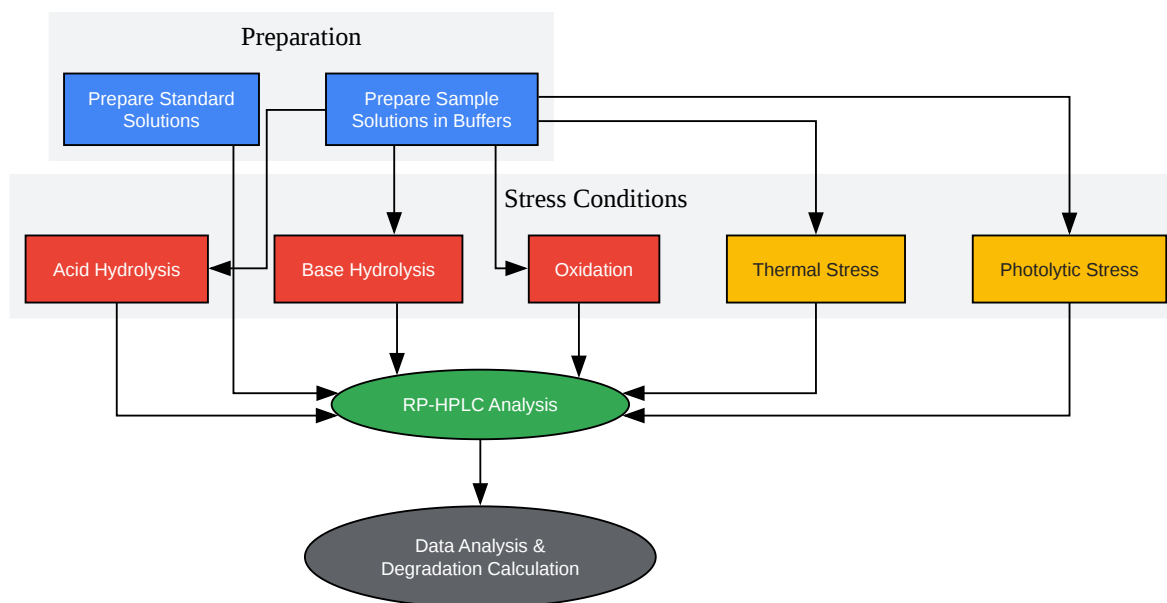 Preparation
Prepare Standard
Solutions
Prepare Sample
Solutions in Buffers
Stress Conditions
Acid Hydrolysis
Base Hydrolysis
Oxidation
Thermal Stress
Photolytic Stress
RP-HPLC Analysis
Data Analysis &
Degradation Calculation